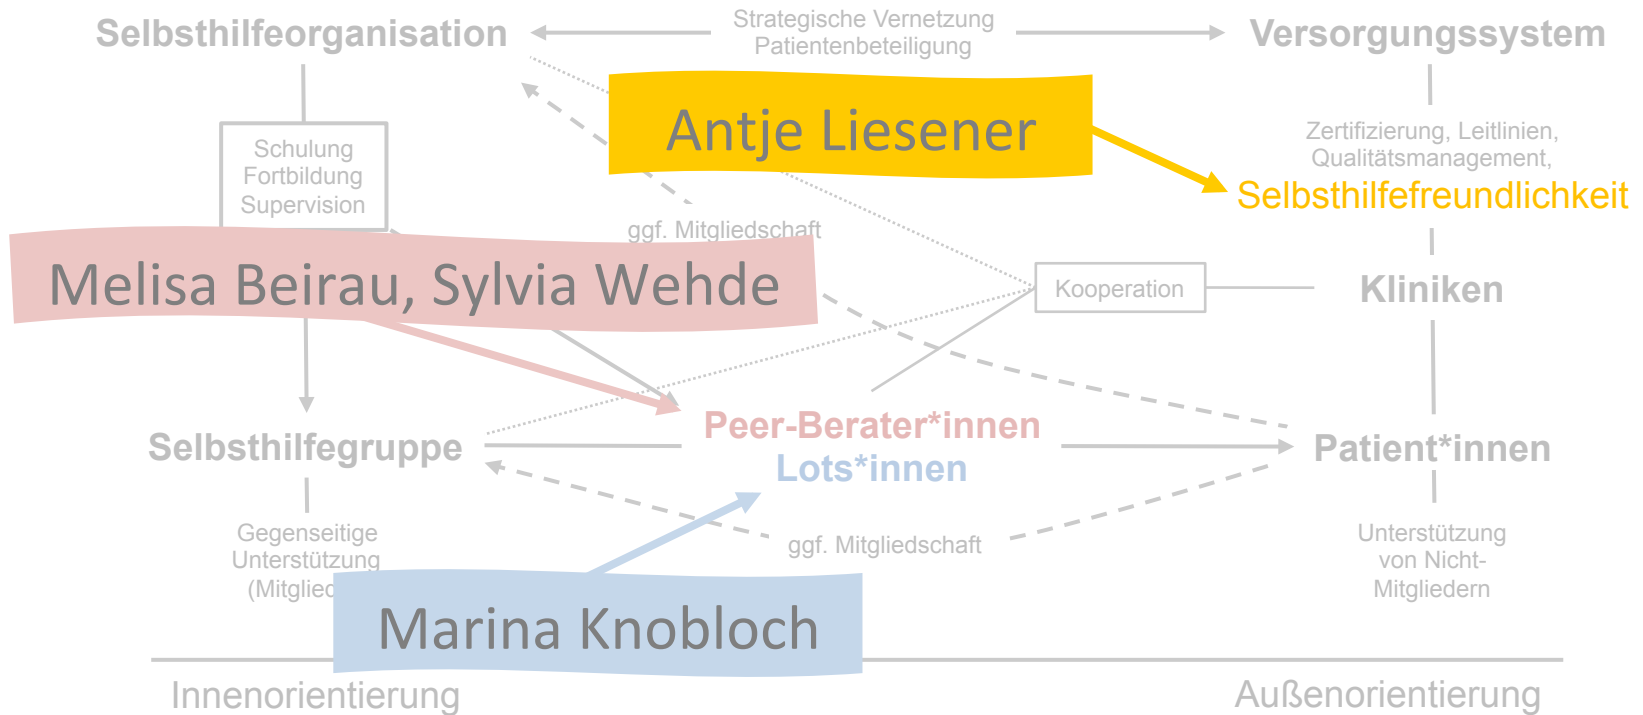 Selbsthilfeorganisation
Strategische Vernetzung
Patientenbeteiligung
Versorgungssystem
Antje Liesener
Schulung
Fortbildung
Supervision
Zertifizierung, Leitlinien,
Qualitätsmanagement,
Selbsthilfefreundlichkeit
ggf. Mitgliedschaft
Melisa Beirau, Sylvia Wehde
Kooperation
Kliniken
Selbsthilfegruppe
Peer-Berater*innen
Lots*innen
Patient*innen
Gegenseitige
Unterstützung
(Mitglied
ggf. Mitgliedschaft
Unterstützung
von Nicht-
Mitgliedern
Marina Knobloch
Innenorientierung
Außenorientierung